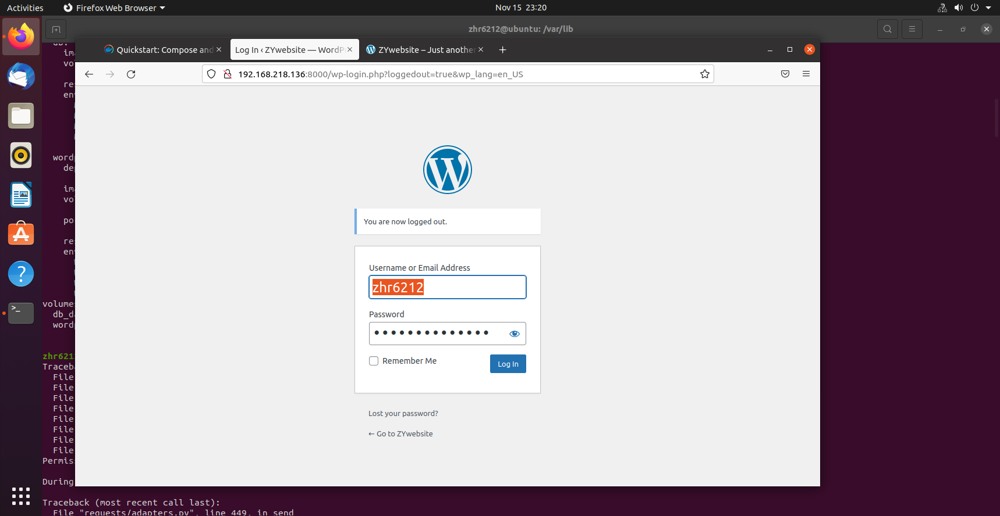 Activities
Firefox Web Browser
Nov 15 23:20
zhr6212@ubuntu: /var/lib
Quickstart: Compose and
Log In ‹ ZYwebsite — WordP
ZYwebsite – Just another
192.168.218.136:8000/wp-login.php?loggedout=true&wp_lang=en_US
You are now logged out.
Username or Email Address
zhr6212
Password
Remember Me
Log In
Lost your password?
← Go to ZYwebsite
db:
im
vo
re
en
word
de
im
vo
po
re
en
volume
db_d
word
zhr621
Traceb
File
File
File
File
File
File
File
File
Permis
During
Traceback (most recent call last):
File "requests/adapters.py", line 449, in send